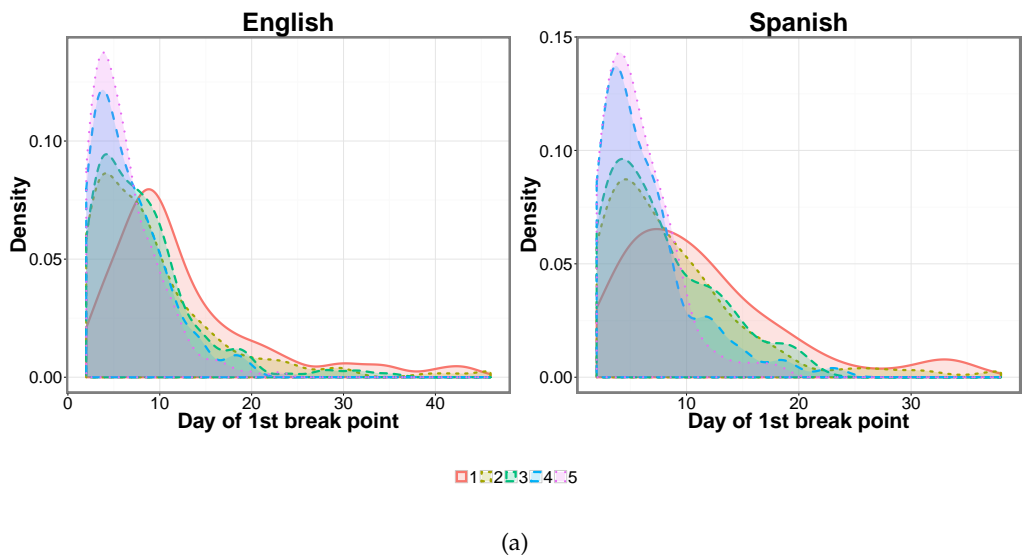 English Spanish
0.15
0.10 0.10
Density Density
0.05 0.05
0.00 0.00
0 10 20 30 40 10 20 30
Day of 1st break point Day of 1st break point
1 2 3 4 5
(a)